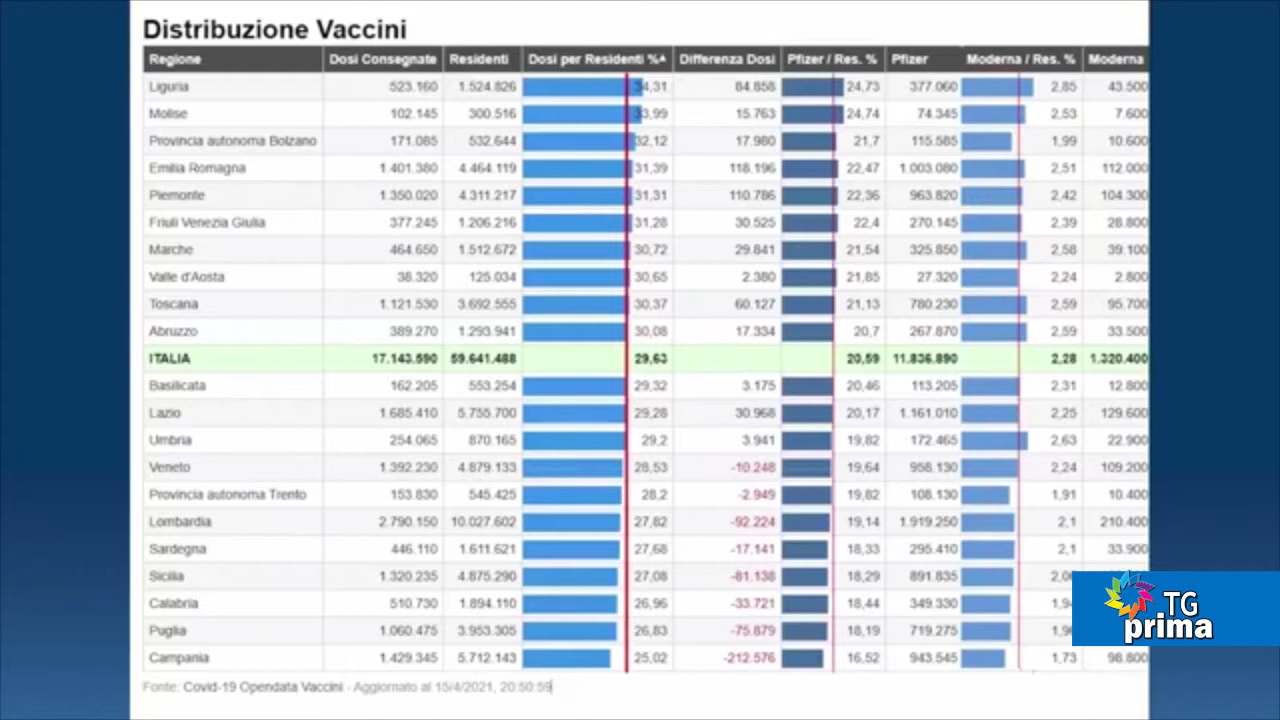 Distribuzione Vaccini
Regione Dosi Consegnate Residenti Dosi per Residenti %▲ Differenza Dosi Pfizer / Res. % Pfizer Moderna / Res. % Moderna
Liguria 523.160 1.524.826 34,31 84.858 24,73 377.060 2,85 43.500
Molise 102.145 300.516 33,99 15.763 24,74 74.345 2,53 7.600
Provincia autonoma Bolzano 171.085 532.644 32,12 17.980 21,7 115.585 1,99 10.600
Emilia Romagna 1.401.380 4.464.119 31,39 118.196 22,47 1.003.080 2,51 112.000
Piemonte 1.350.020 4.311.217 31,31 110.786 22,36 963.820 2,42 104.300
Friuli Venezia Giulia 377.245 1.206.216 31,28 30.525 22,4 270.145 2,39 28.800
Marche 464.650 1.512.672 30,72 29.841 21,54 325.850 2,58 39.100
Valle d'Aosta 38.320 125.034 30,65 2.380 21,85 27.320 2,24 2.800
Toscana 1.121.530 3.692.555 30,37 60.127 21,13 780.230 2,59 95.700
Abruzzo 389.270 1.293.941 30,08 17.334 20,7 267.870 2,59 33.500
ITALIA 17.143.590 59.641.488 29,63 20,59 11.836.890 2,28 1.320.400
Basilicata 162.205 553.254 29,32 3.175 20,46 113.205 2,31 12.800
Lazio 1.685.410 5.755.700 29,28 30.968 20,17 1.161.010 2,25 129.600
Umbria 254.065 870.165 29,2 3.941 19,82 172.465 2,63 22.900
Veneto 1.392.230 4.879.133 28,53 -10.248 19,64 958.130 2,24 109.200
Provincia autonoma Trento 153.830 545.425 28,2 -2.949 19,82 108.130 1,91 10.400
Lombardia 2.790.150 10.027.602 27,82 -92.224 19,14 1.919.250 2,1 210.400
Sardegna 446.110 1.611.621 27,68 -17.141 18,33 295.410 2,1 33.900
Sicilia 1.320.235 4.875.290 27,08 -81.138 18,29 891.835
Calabria 510.730 1.894.110 26,96 -33.721 18,44 349.330
Puglia 1.060.475 3.953.305 26,83 -75.879 18,19 719.275
Campania 1.429.345 5.712.143 25,02 -212.576 16,52 943.545 1,73 98.800
Fonte: Covid-19 Opendata Vaccini - Aggiornato al 15/4/2021, 20:50:59
TG
prima